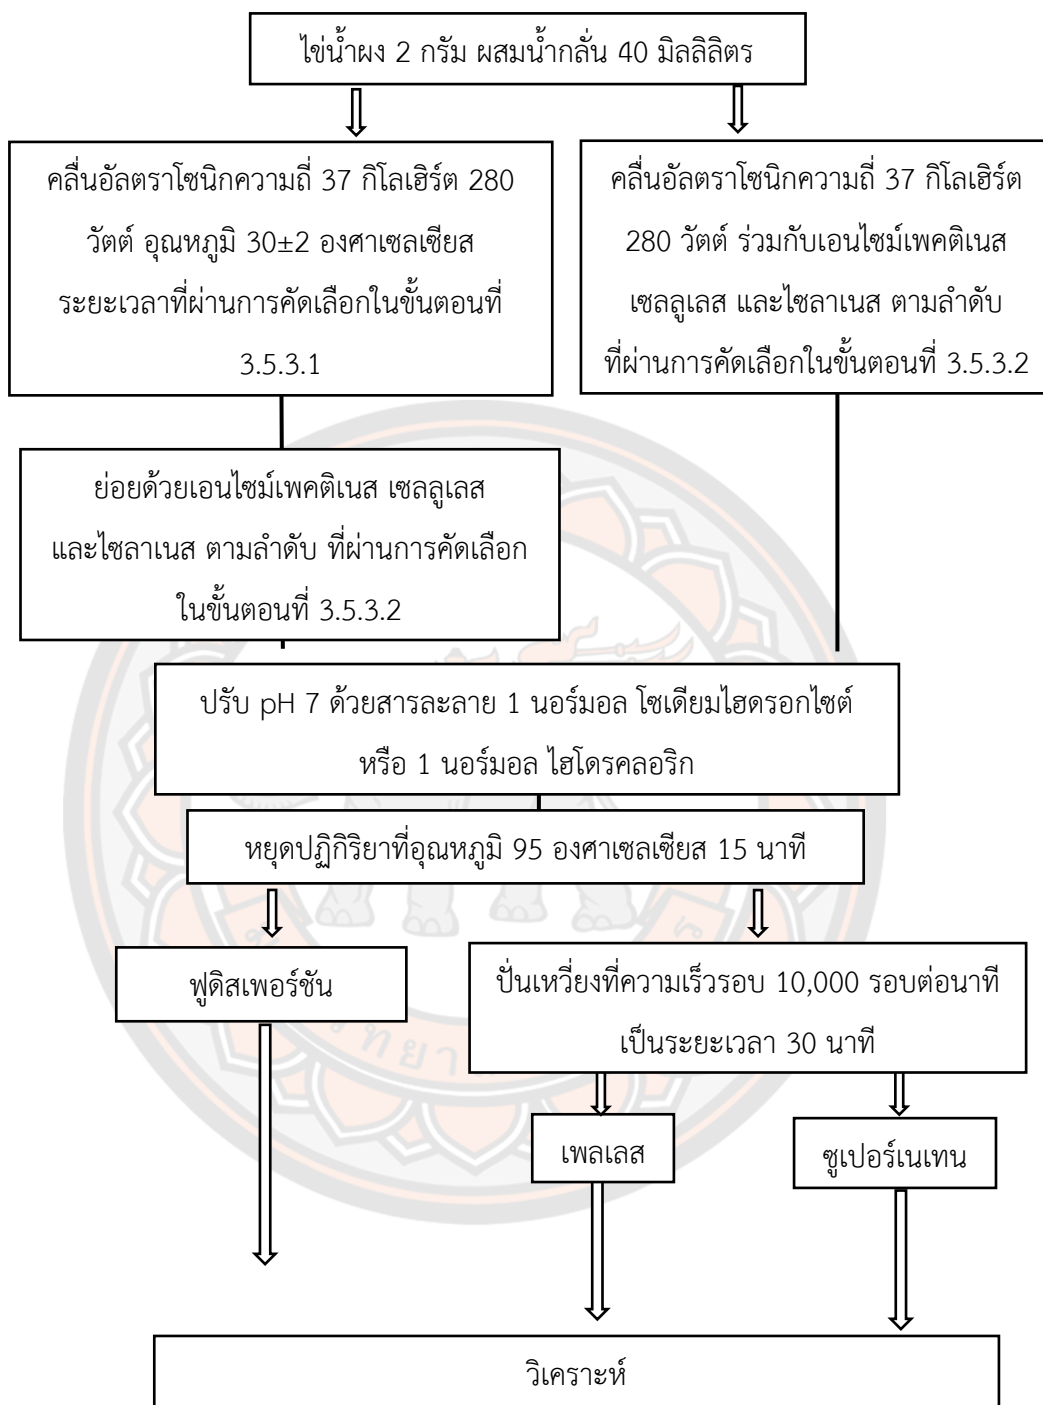 ไข่น้ำผง 2 กรัม ผสมน้ำกลั่น 40 มิลลิลิตร
คลื่นอัลตราโซนิกความถี่ 37 กิโลเฮิร์ต 280
วัตต์ อุณหภูมิ 30±2 องศาเซลเซียส
ระยะเวลาที่ผ่านการคัดเลือกในขั้นตอนที่
3.5.3.1
คลื่นอัลตราโซนิกความถี่ 37 กิโลเฮิร์ต
280 วัตต์ ร่วมกับเอนไซม์เพคติเนส
เซลลูเลส และไซลาเนส ตามลำดับ
ที่ผ่านการคัดเลือกในขั้นตอนที่ 3.5.3.2
ย่อยด้วยเอนไซม์เพคติเนส เซลลูเลส
และไซลาเนส ตามลำดับ ที่ผ่านการคัดเลือก
ในขั้นตอนที่ 3.5.3.2
ปรับ pH 7 ด้วยสารละลาย 1 นอร์มอล โซเดียมไฮดรอกไซต์
หรือ 1 นอร์มอล ไฮโดรคลอริก
หยุดปฏิกิริยาที่อุณหภูมิ 95 องศาเซลเซียส 15 นาที
ฟูดิสเพอร์ชัน
ปั่นเหวี่ยงที่ความเร็วรอบ 10,000 รอบต่อนาที
เป็นระยะเวลา 30 นาที
เพลเลส
ซูเปอร์เนเทน
วิเคราะห์